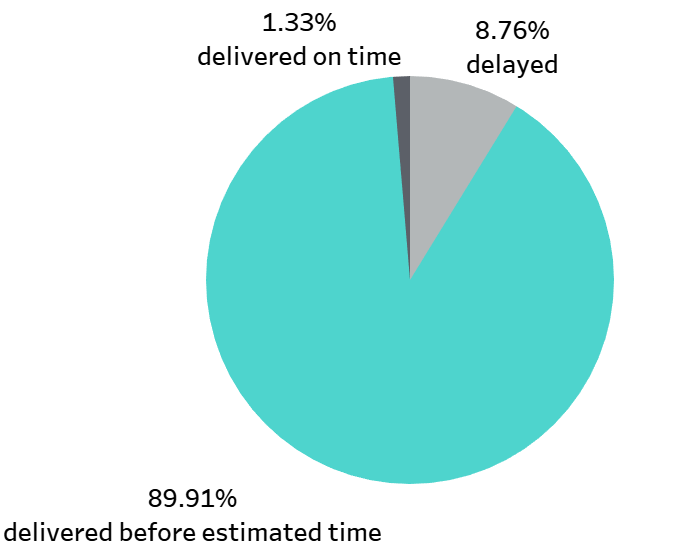 1.33%
delivered on time
8.76%
delayed
89.91%
delivered before estimated time